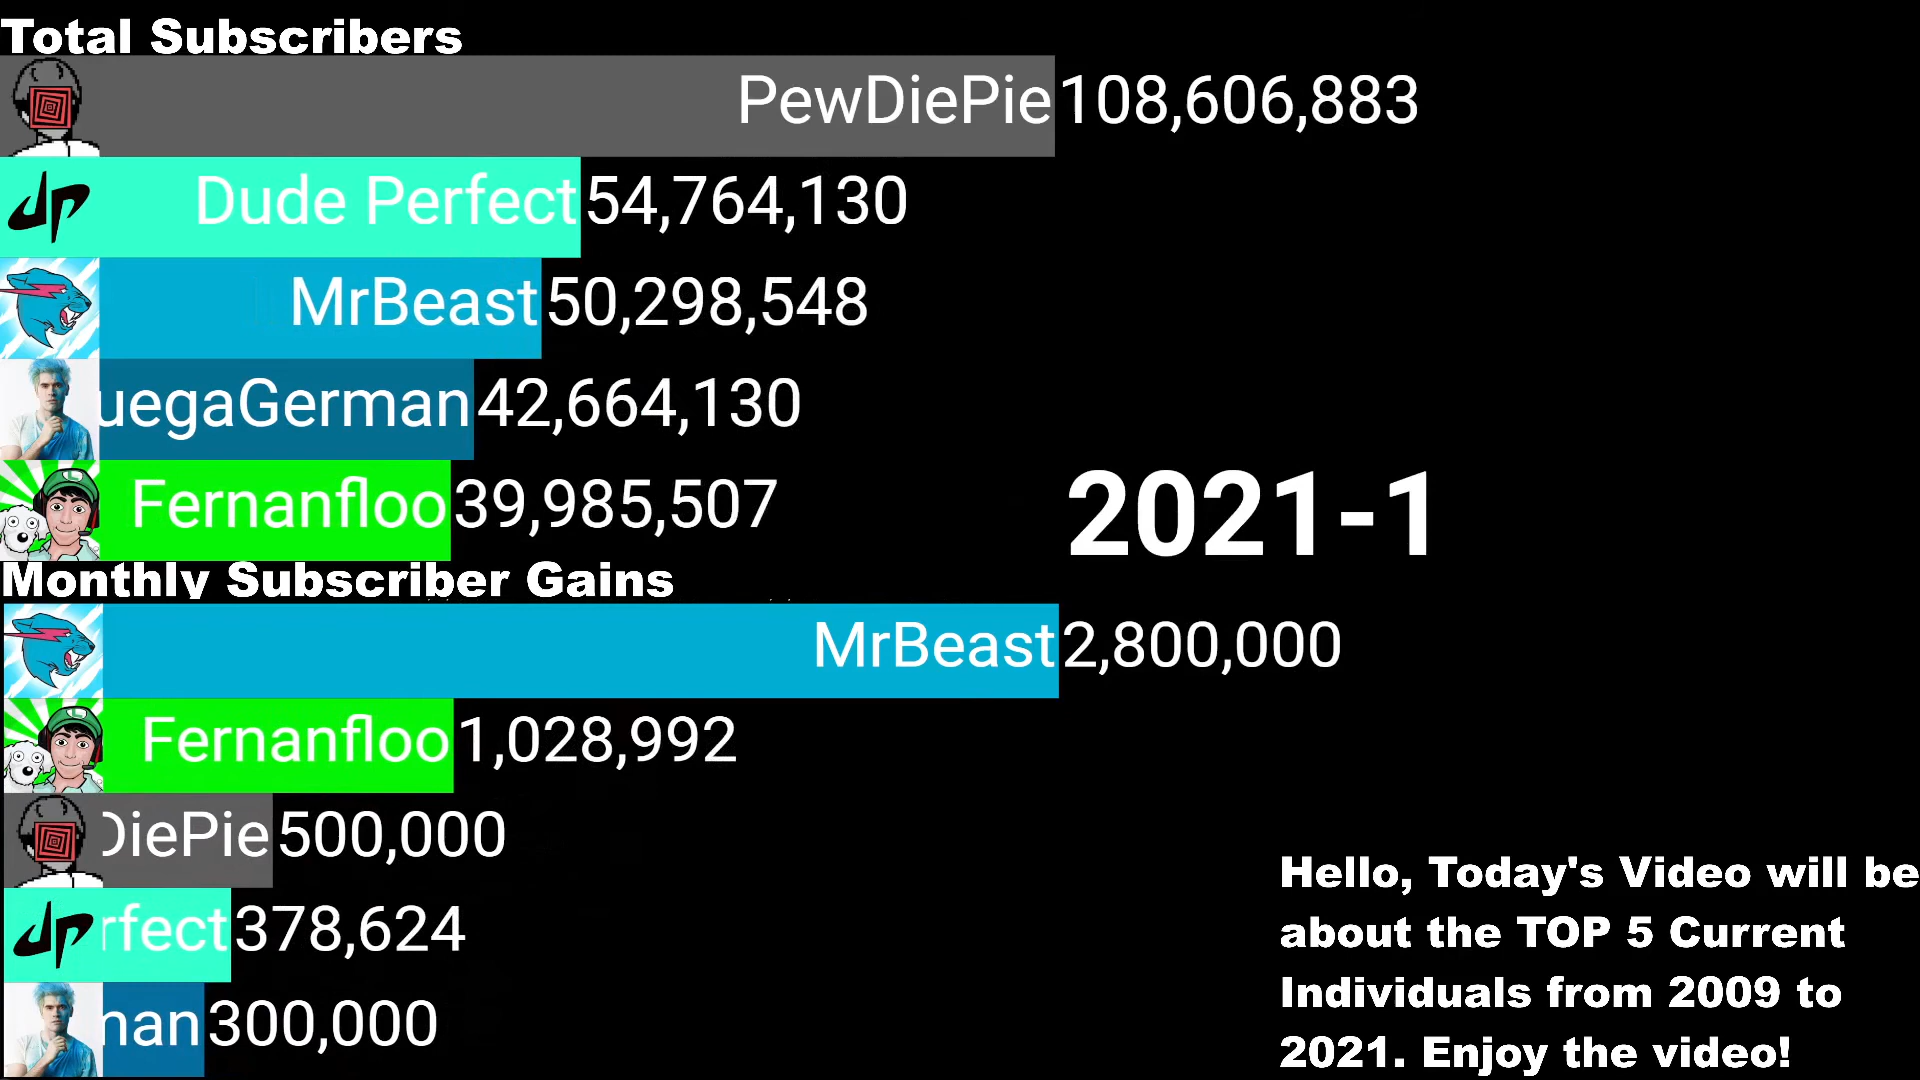 Total Subscribers
PewDiePie 108,606,883
Dude Perfect 54,764,130
MrBeast 50,298,548
uegaGerman 42,664,130
Fernanfloo 39,985,507
2021-1
Monthly Subscriber Gains
MrBeast 2,800,000
Fernanfloo 1,028,992
DiePie 500,000
rfect 378,624
man 300,000
Hello, Today's Video will be
about the TOP 5 Current
Individuals from 2009 to
2021. Enjoy the video!